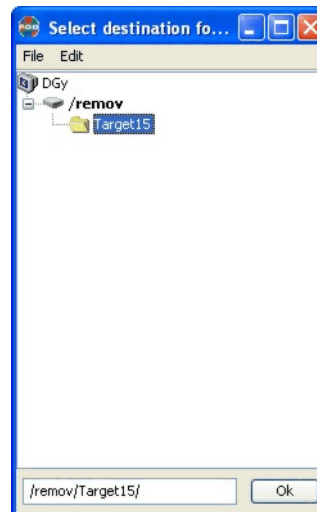 Select destination fo...
File Edit
DGy
/remov
Target15
/remov/Target15/
Ok